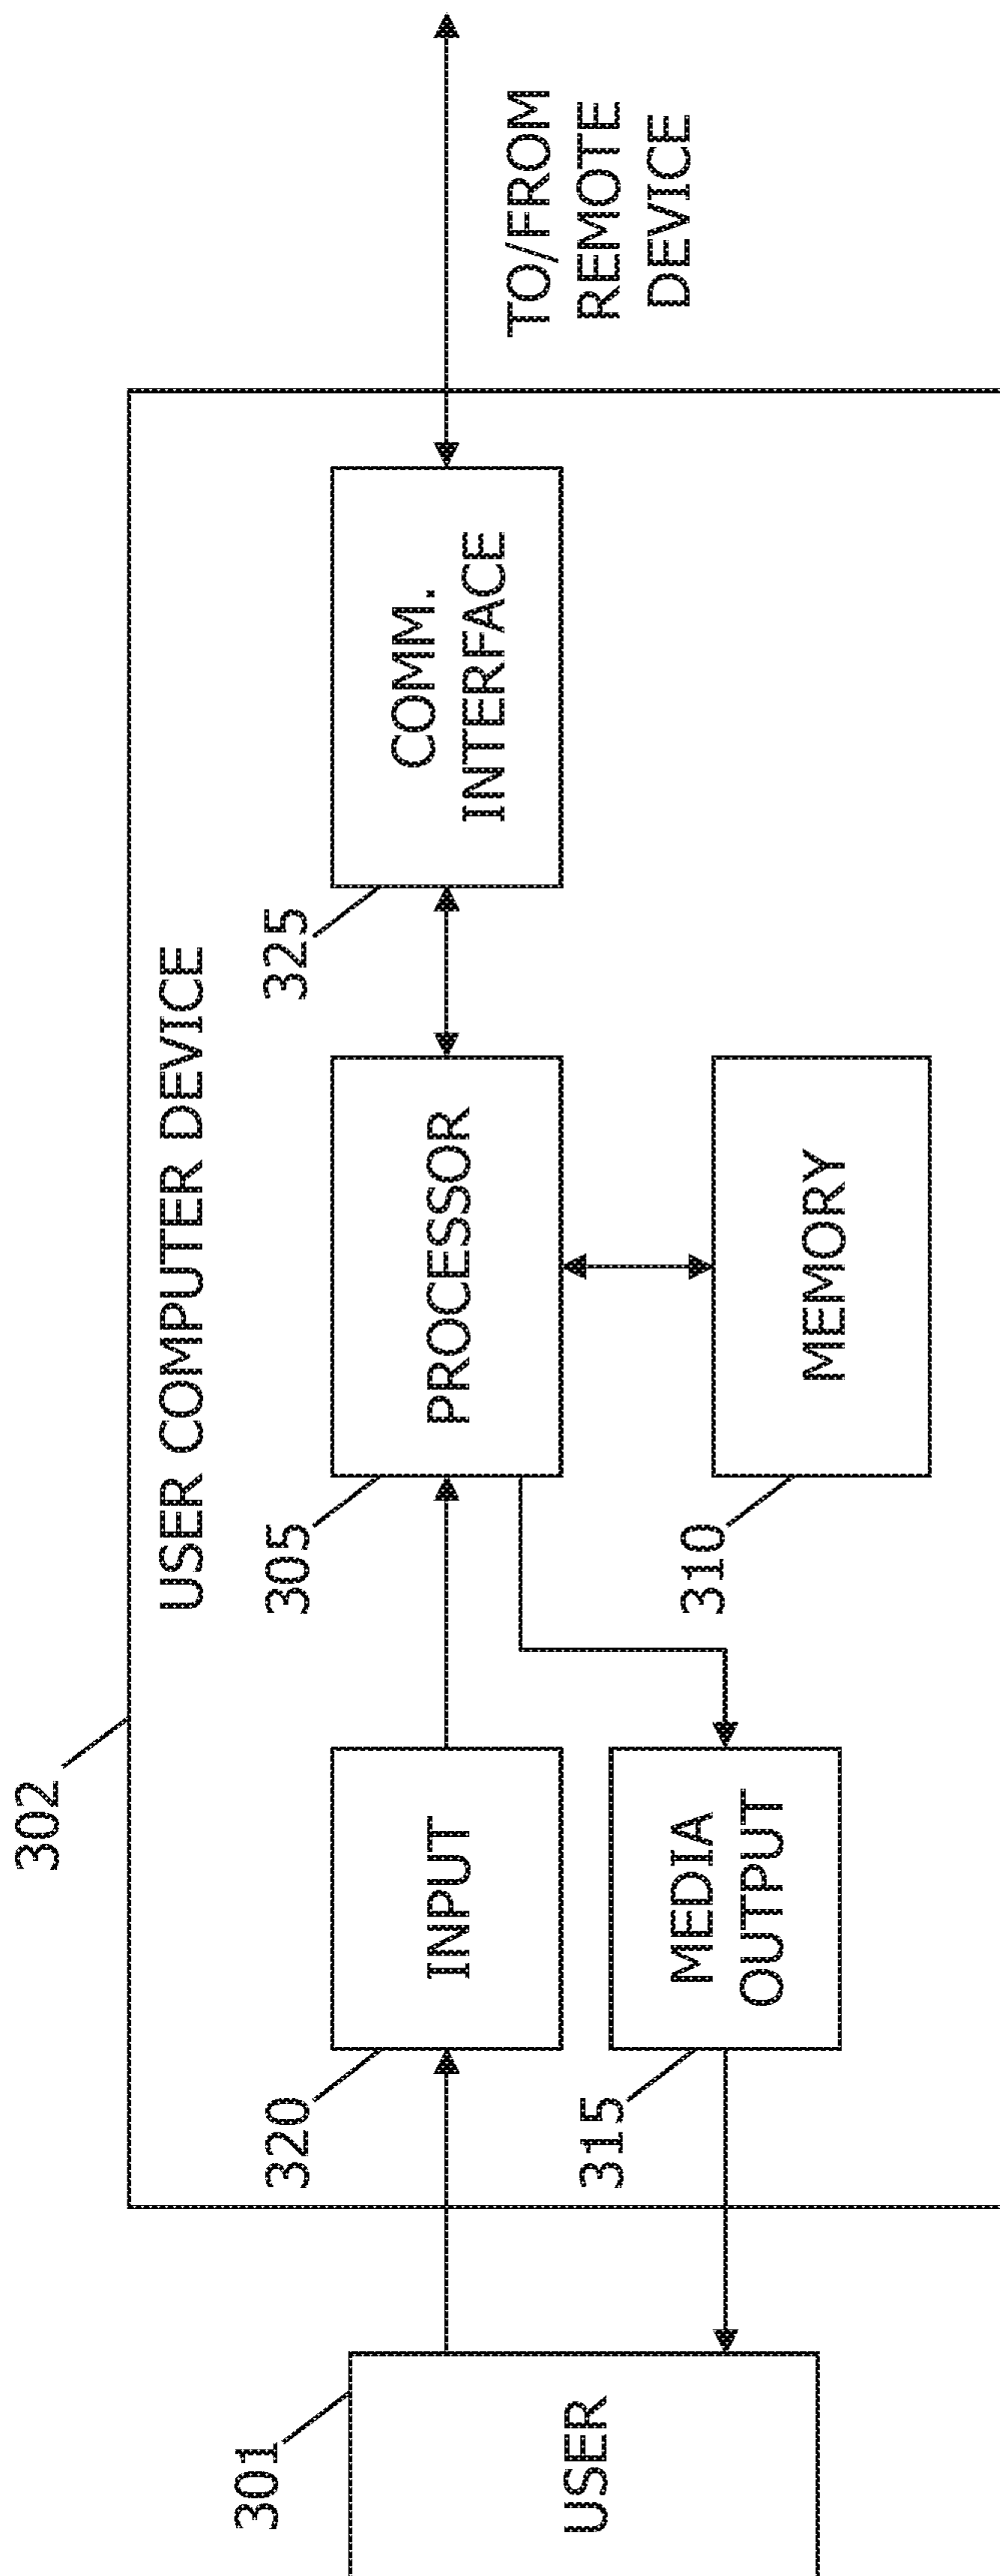 302
USER COMPUTER DEVICE
301
USER
320
INPUT
315
MEDIA
OUTPUT
305
PROCESSOR
310
MEMORY
325
COMM.
INTERFACE
TO/FROM
REMOTE
DEVICE